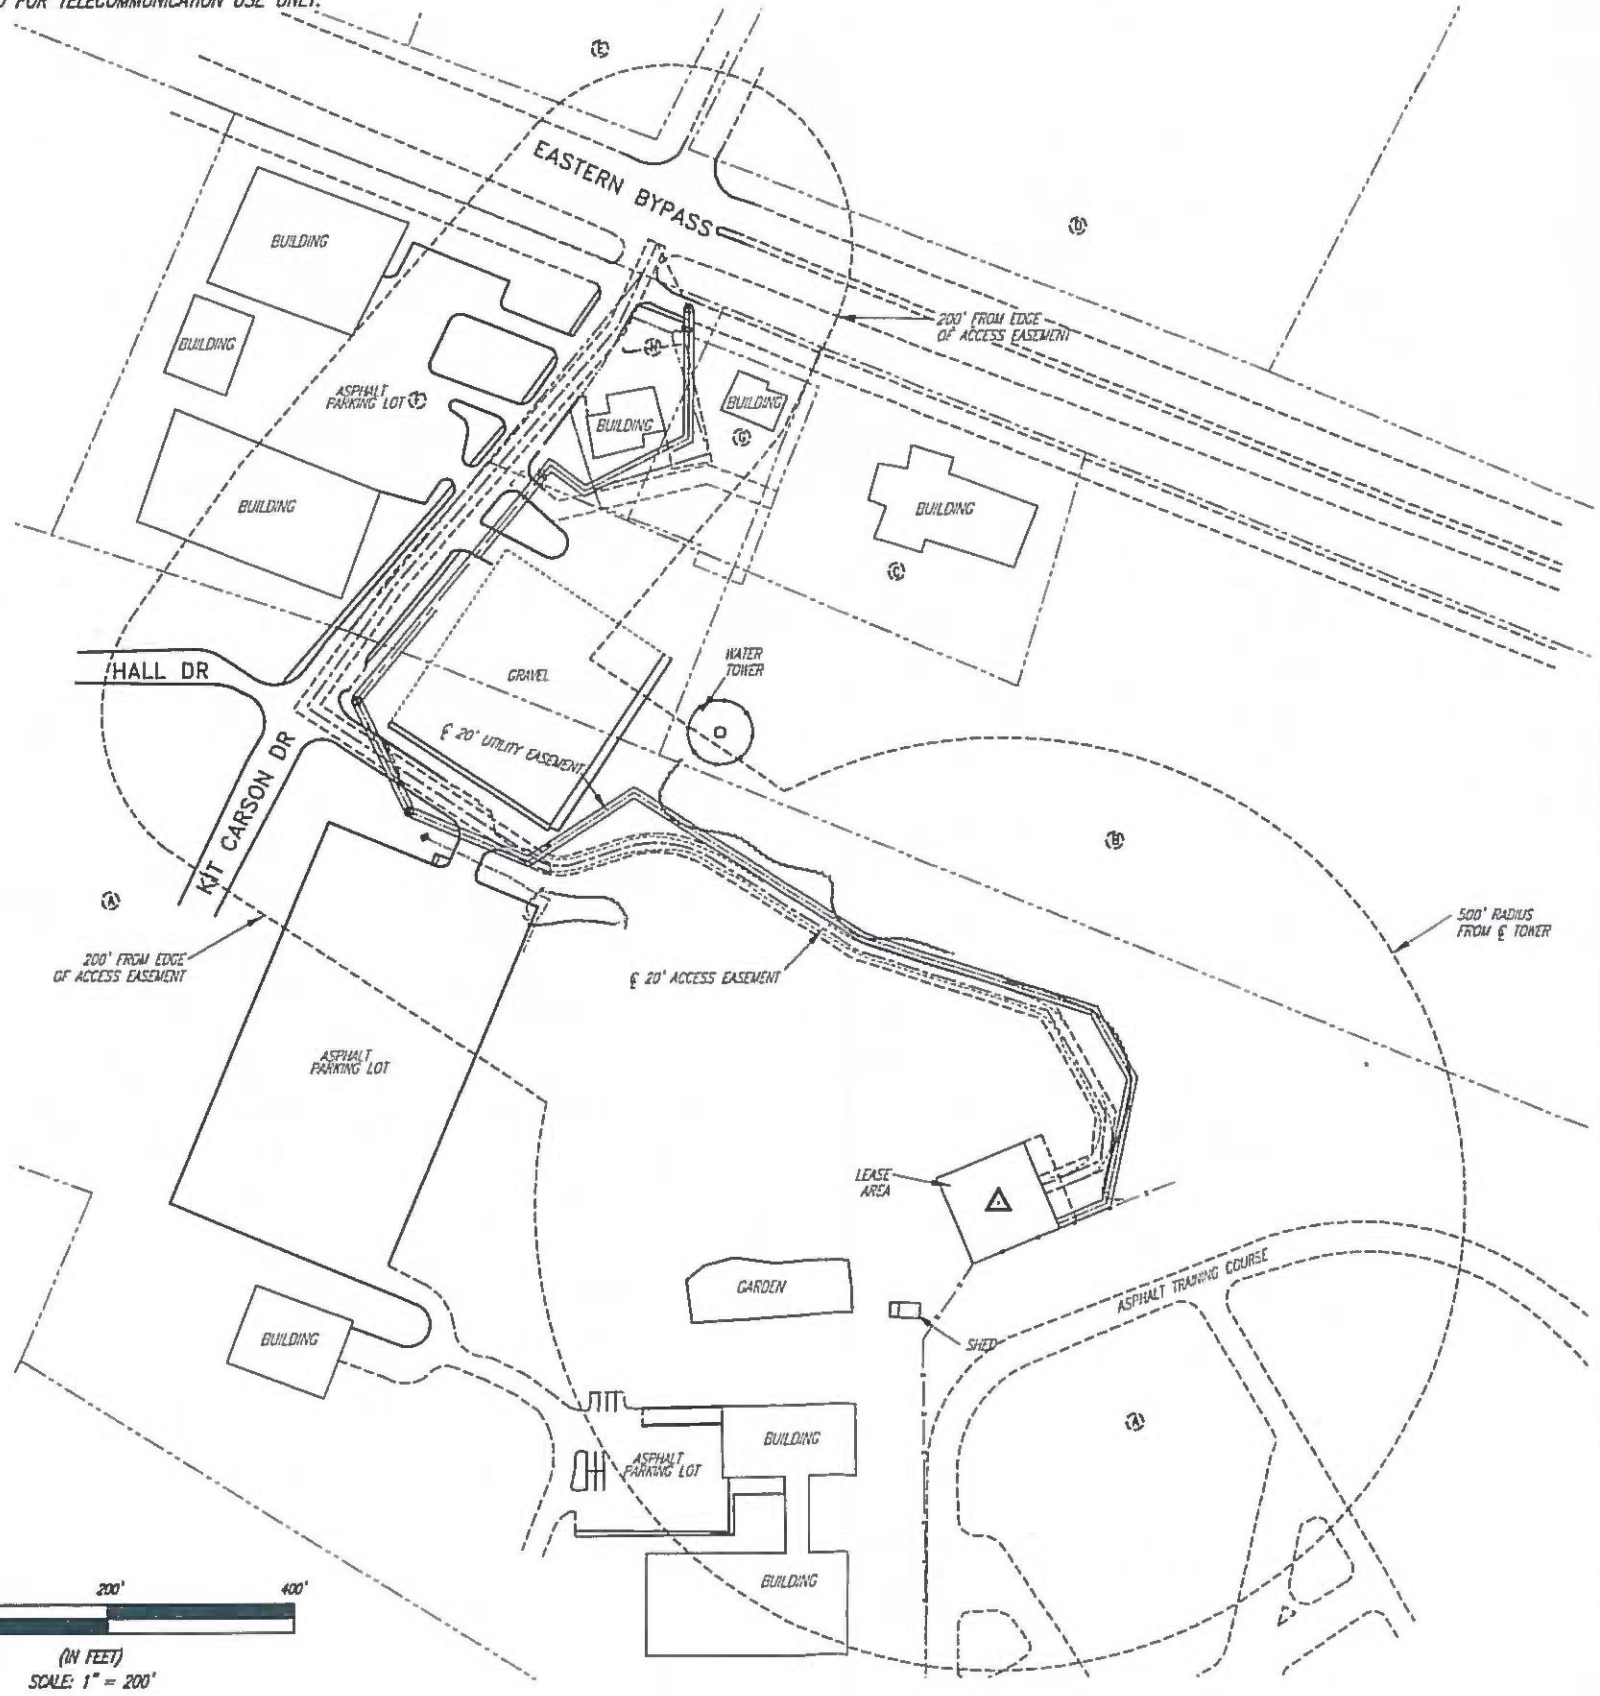 FOR TELECOMMUNICATION USE ONLY.
E
EASTERN BYPASS
D
BUILDING
200' FROM EDGE
OF ACCESS EASEMENT
BUILDING
H
ASPHALT
PARKING LOT
BUILDING
BUILDING
G
BUILDING
BUILDING
C
HALL DR
GRAVEL
WATER
TOWER
℄ 20' UTILITY EASEMENT
KIT CARSON DR
B
A
500' RADIUS
FROM ℄ TOWER
200' FROM EDGE
OF ACCESS EASEMENT
℄ 20' ACCESS EASEMENT
ASPHALT
PARKING LOT
LEASE
AREA
GARDEN
ASPHALT TRAINING COURSE
BUILDING
SHED
A
BUILDING
ASPHALT
PARKING LOT
BUILDING
200'
400'
(IN FEET)
SCALE: 1" = 200'